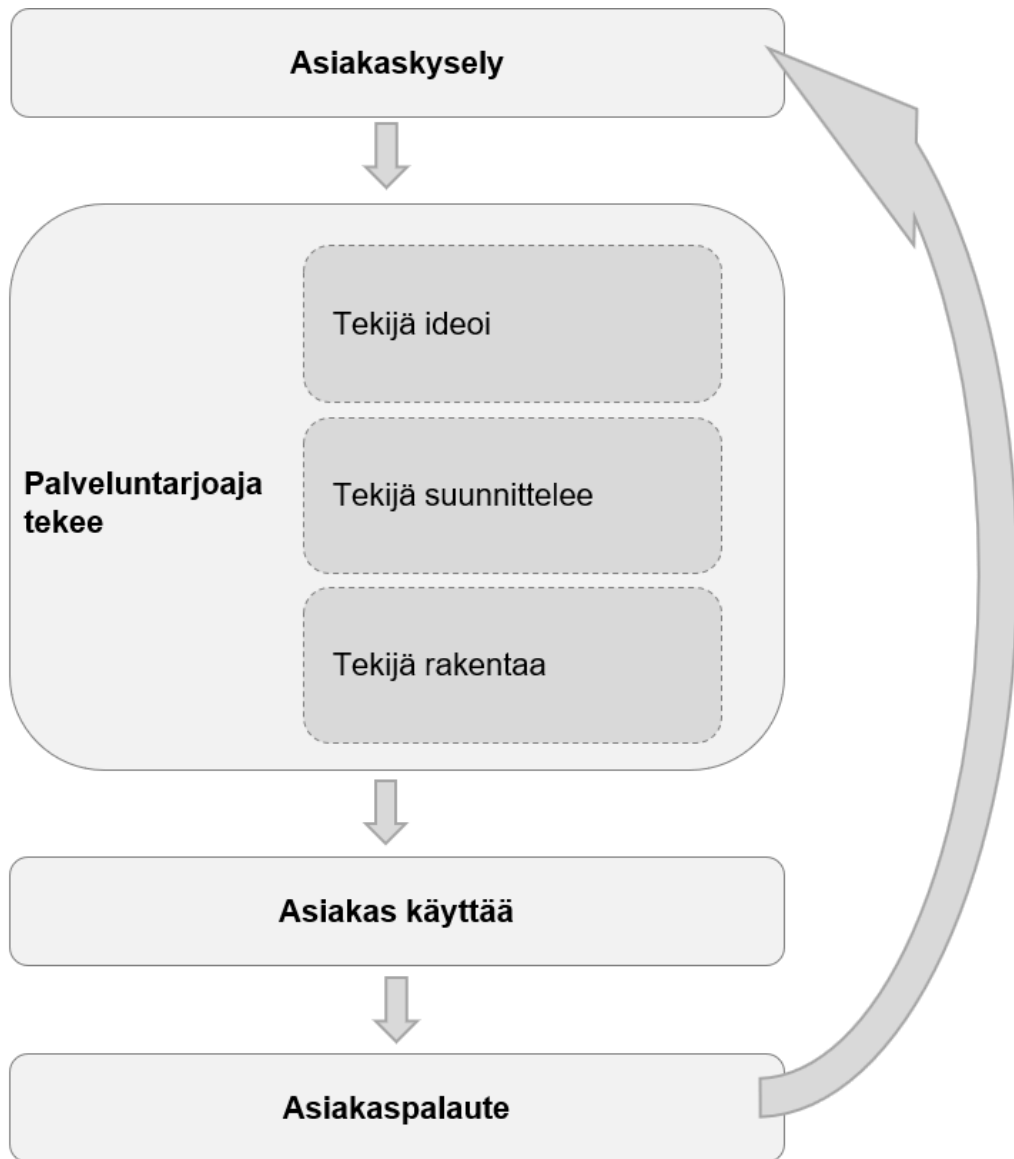 Asiakaskysely
Tekijä ideoi
Palveluntarjoaja
tekee
Tekijä suunnittelee
Tekijä rakentaa
Asiakas käyttää
Asiakaspalaute